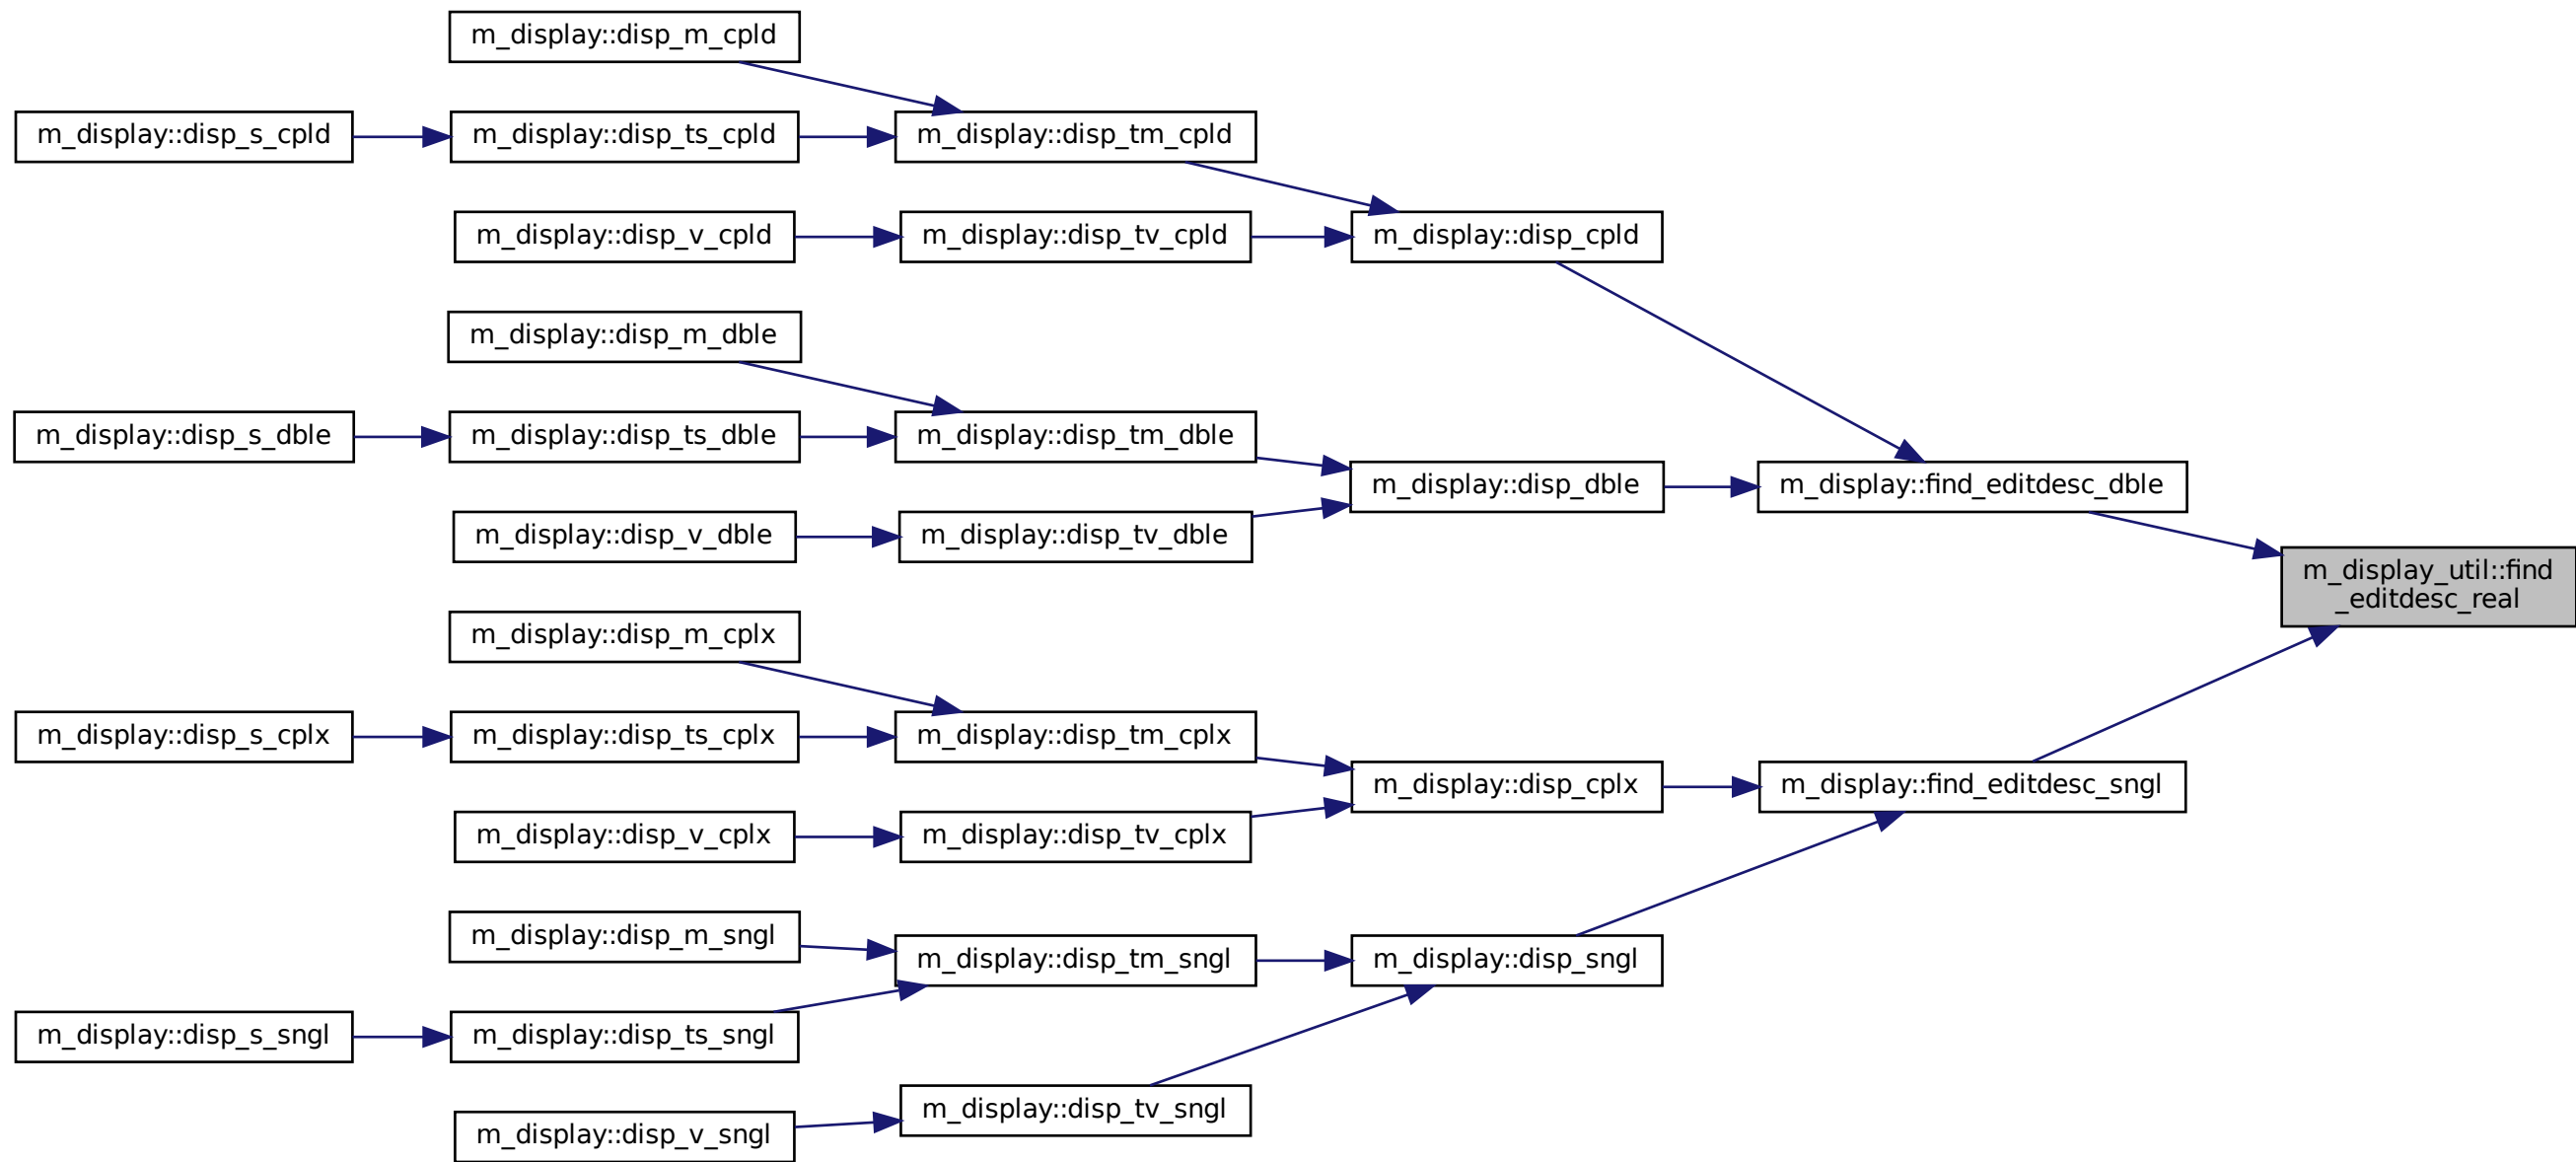 m_display::disp_m_cpld
m_display::disp_s_cpld
m_display::disp_ts_cpld
m_display::disp_tm_cpld
m_display::disp_v_cpld
m_display::disp_tv_cpld
m_display::disp_cpld
m_display::disp_m_dble
m_display::disp_s_dble
m_display::disp_ts_dble
m_display::disp_tm_dble
m_display::disp_dble
m_display::find_editdesc_dble
m_display::disp_v_dble
m_display::disp_tv_dble
m_display_util::find
_editdesc_real
m_display::disp_m_cplx
m_display::disp_s_cplx
m_display::disp_ts_cplx
m_display::disp_tm_cplx
m_display::disp_cplx
m_display::find_editdesc_sngl
m_display::disp_v_cplx
m_display::disp_tv_cplx
m_display::disp_m_sngl
m_display::disp_tm_sngl
m_display::disp_sngl
m_display::disp_s_sngl
m_display::disp_ts_sngl
m_display::disp_tv_sngl
m_display::disp_v_sngl